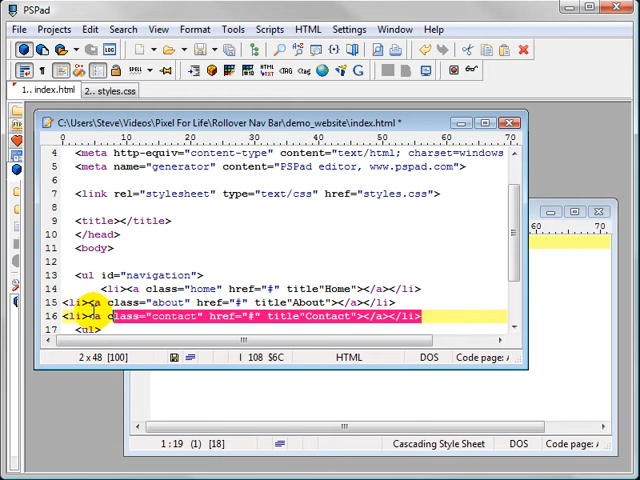 PSPad
File Projects Edit Search View Format Tools Scripts HTML Settings Window Help
1.. index.html 2.. styles.css
C:\Users\Steve\Videos\Pixel For Life\Rollover Nav Bar\demo_website\index.html *
0 10 20 30 40 50 60 70
4 <meta http-equiv="content-type" content="text/html; charset=windows
5 <meta name="generator" content="PSPad editor, www.pspad.com">
6
7 <link rel="stylesheet" type="text/css" href="styles.css">
8
9 <title></title>
10 </head>
11 <body>
12
13 <ul id="navigation">
14 <li><a class="home" href="#" title"Home"></a></li>
15 <li><a class="about" href="#" title"About"></a></li>
16 <li><a class="contact" href="#" title"Contact"></a></li>
17 <ul>
2 x 48 [100] I 108 $6C HTML DOS Code page:
60
1 : 19 (1) [18] Cascading Style Sheet DOS Code page: